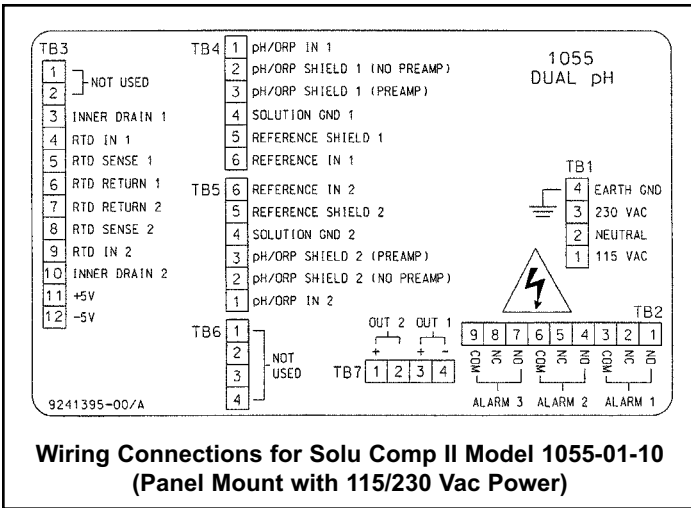 TB3
1
2
NOT USED
3 INNER DRAIN 1
4 RTD IN 1
5 RTD SENSE 1
6 RTD RETURN 1
7 RTD RETURN 2
8 RTD SENSE 2
9 RTD IN 2
10 INNER DRAIN 2
11 +5V
12 -5V
TB4
1 pH/ORP IN 1
2 pH/ORP SHIELD 1 (NO PREAMP)
3 pH/ORP SHIELD 1 (PREAMP)
4 SOLUTION GND 1
5 REFERENCE SHIELD 1
6 REFERENCE IN 1
TB5
6 REFERENCE IN 2
5 REFERENCE SHIELD 2
4 SOLUTION GND 2
3 pH/ORP SHIELD 2 (PREAMP)
2 pH/ORP SHIELD 2 (NO PREAMP)
1 pH/ORP IN 2
TB6
1
2
3
4
NOT
USED
1055
DUAL pH
TB1
4 EARTH GND
3 230 VAC
2 NEUTRAL
1 115 VAC
OUT 2 OUT 1
+ - + -
TB7 1 2 3 4
TB2
9 8 7 6 5 4 3 2 1
COM NC NO COM NC NO COM NC NO
ALARM 3 ALARM 2 ALARM 1
9241395-00/A
Wiring Connections for Solu Comp II Model 1055-01-10
(Panel Mount with 115/230 Vac Power)